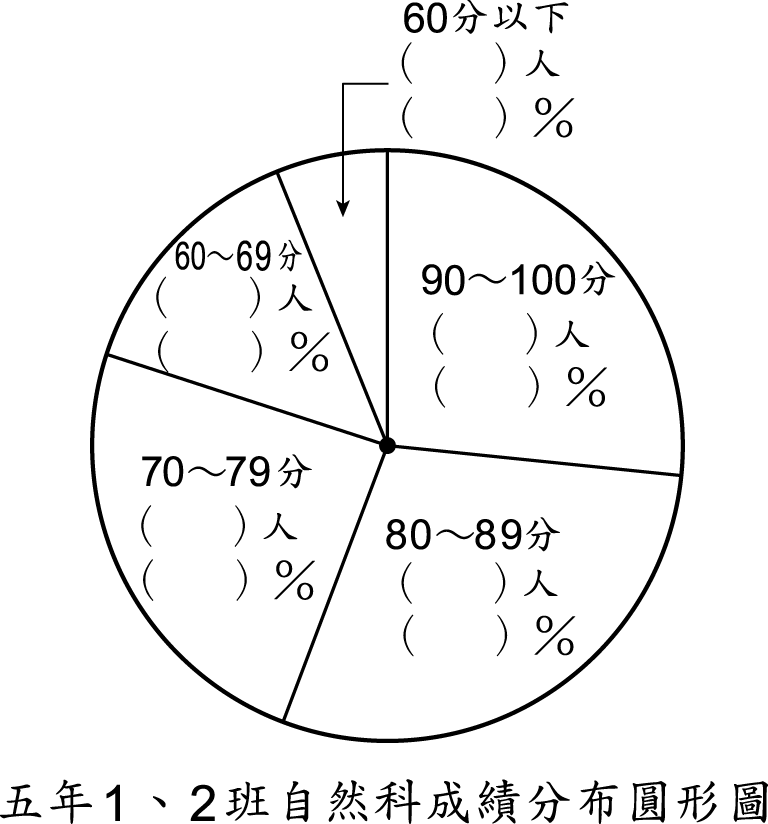 60分以下
(　　)人
(　　)％
90～100分
(　　)人
(　　)％
60～69分
(　　)人
(　　)％
70～79分
(　　)人
(　　)％
80～89分
(　　)人
(　　)％
五年1、2班自然科成績分布圓形圖